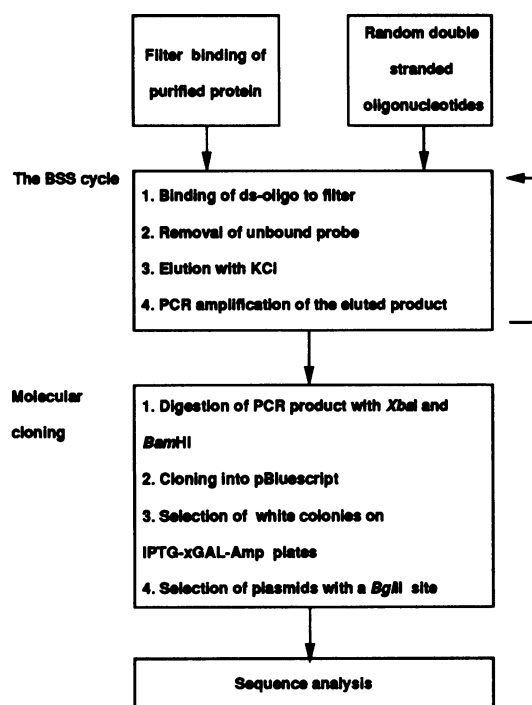 Filter binding of
purified protein
Random double
stranded
oligonucleotides
The BSS cycle
1. Binding of ds-oligo to filter
2. Removal of unbound probe
3. Elution with KCl
4. PCR amplification of the eluted product
Molecular
cloning
1. Digestion of PCR product with XbaI and
BamHI
2. Cloning into pBluescript
3. Selection of white colonies on
IPTG-xGAL-Amp plates
4. Selection of plasmids with a BglII site
Sequence analysis